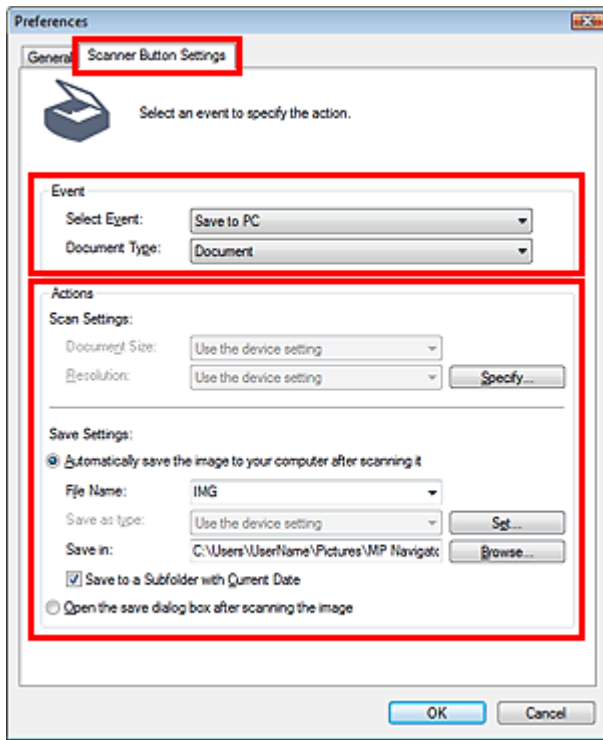 Preferences
General Scanner Button Settings
Select an event to specify the action.
Event
Select Event: Save to PC
Document Type: Document
Actions
Scan Settings:
Document Size: Use the device setting
Resolution: Use the device setting Specify...
Save Settings:
Automatically save the image to your computer after scanning it
File Name: IMG
Save as type: Use the device setting Set...
Save in: C:\Users\UserName\Pictures\MP Navigato Browse...
Save to a Subfolder with Current Date
Open the save dialog box after scanning the image
OK Cancel